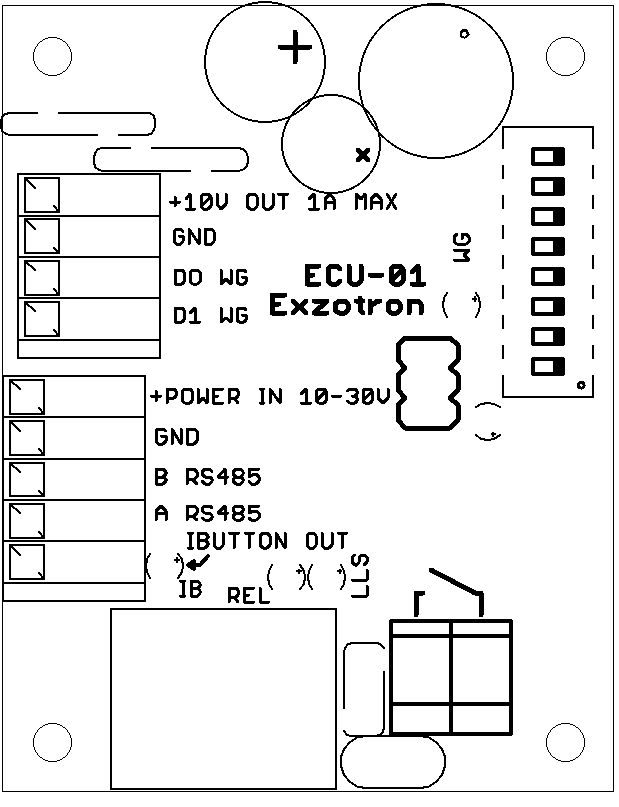 +10V OUT 1A MAX
GND
WG
D0 WG
ECU-01
D1 WG
Exzotron
+POWER IN 10-30V
GND
B RS485
A RS485
IBUTTON OUT
IB
REL
LLS